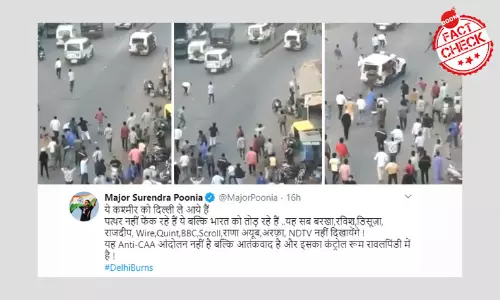 BOOM
FACT
CHECK
Major Surendra Poonia @MajorPoonia · 16h
ये कश्मीर को दिल्ली ले आये हैं
पत्थर नहीं फेंक रहे हैं ये बल्कि भारत को तोड़ रहे हैं ..यह सब बरखा,रविश,डिसूज़ा,
राजदीप, Wire,Quint,BBC,Scroll,राणा अयूब,अरफ़ा, NDTV नहीं दिखायेंगे !
यह Anti-CAA आंदोलन नहीं है बल्कि आतंकवाद है और इसका कंट्रोल रूम रावलपिंडी में
है !
#DelhiBurns